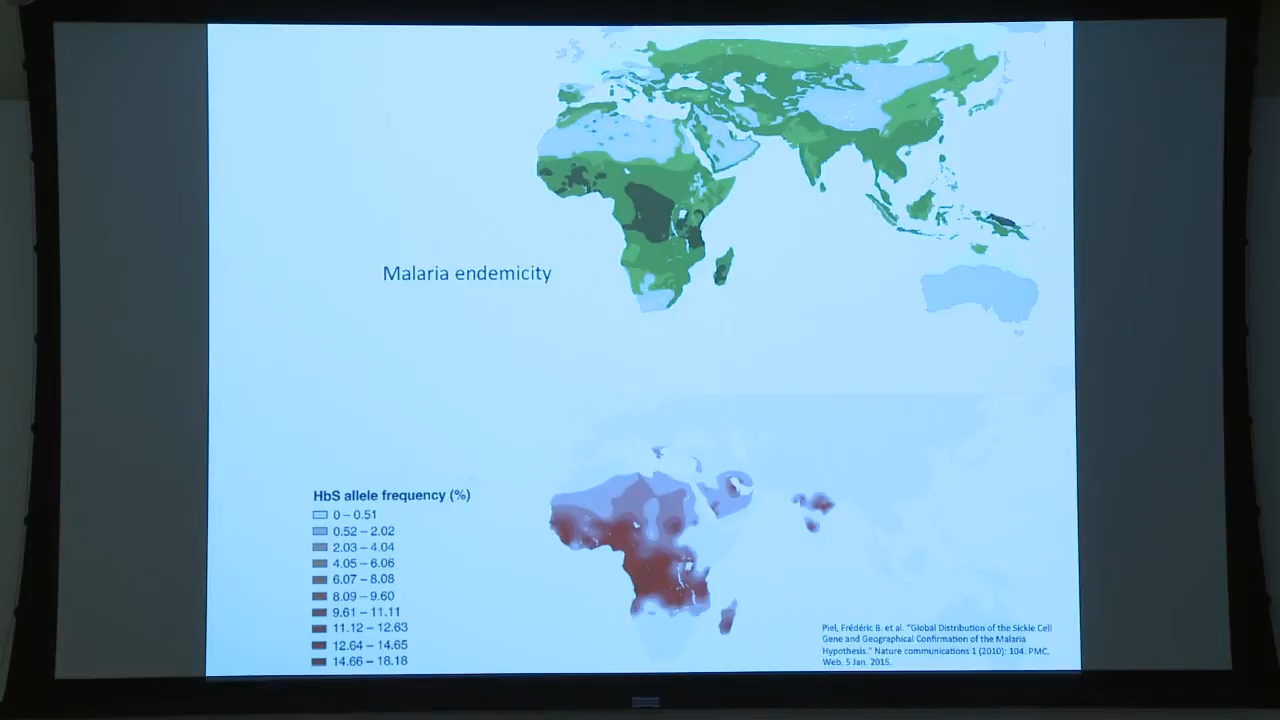 Malaria endemicity
HbS allele frequency (%)
0 – 0.51
0.52 – 2.02
2.03 – 4.04
4.05 – 6.06
6.07 – 8.08
8.09 – 9.60
9.61 – 11.11
11.12 – 12.63
12.64 – 14.65
14.66 – 18.18
Piel, Frédéric B. et al. "Global Distribution of the Sickle Cell
Gene and Geographical Confirmation of the Malaria
Hypothesis." Nature communications 1 (2010): 104. PMC.
Web. 5 Jan. 2015.